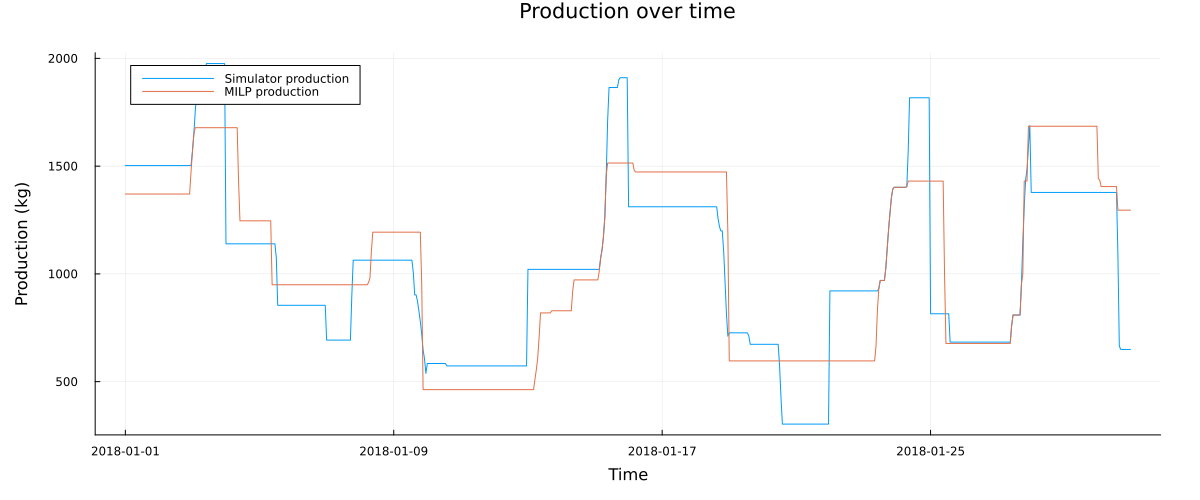 Production over time
2000
1500
1000
500
Production (kg)
Simulator production
MILP production
2018-01-01
2018-01-09
2018-01-17
2018-01-25
Time